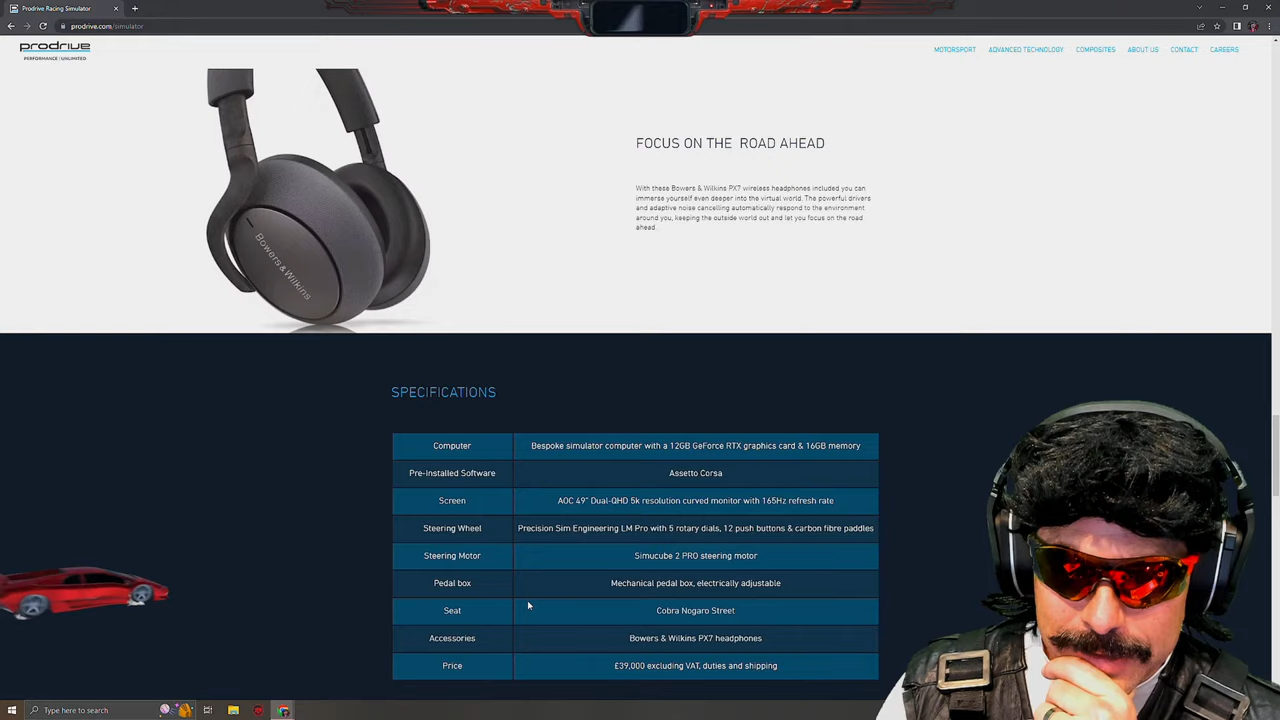 Prodrive Racing Simulator
prodrive.com/simulator
prodrive
PERFORMANCE | UNLIMITED
MOTORSPORT ADVANCED TECHNOLOGY COMPOSITES ABOUT US CONTACT CAREERS
Bowers & Wilkins
FOCUS ON THE ROAD AHEAD
With these Bowers & Wilkins PX7 wireless headphones included you can
immerse yourself even deeper into the virtual world. The powerful drivers
and adaptive noise cancelling automatically respond to the environment
around you, keeping the outside world out and let you focus on the road
ahead.
SPECIFICATIONS
Computer Bespoke simulator computer with a 12GB GeForce RTX graphics card & 16GB memory
Pre-Installed Software Assetto Corsa
Screen AOC 49" Dual-QHD 5k resolution curved monitor with 165Hz refresh rate
Steering Wheel Precision Sim Engineering LM Pro with 5 rotary dials, 12 push buttons & carbon fibre paddles
Steering Motor Simucube 2 PRO steering motor
Pedal box Mechanical pedal box, electrically adjustable
Seat Cobra Nogaro Street
Accessories Bowers & Wilkins PX7 headphones
Price £39,000 excluding VAT, duties and shipping
Type here to search